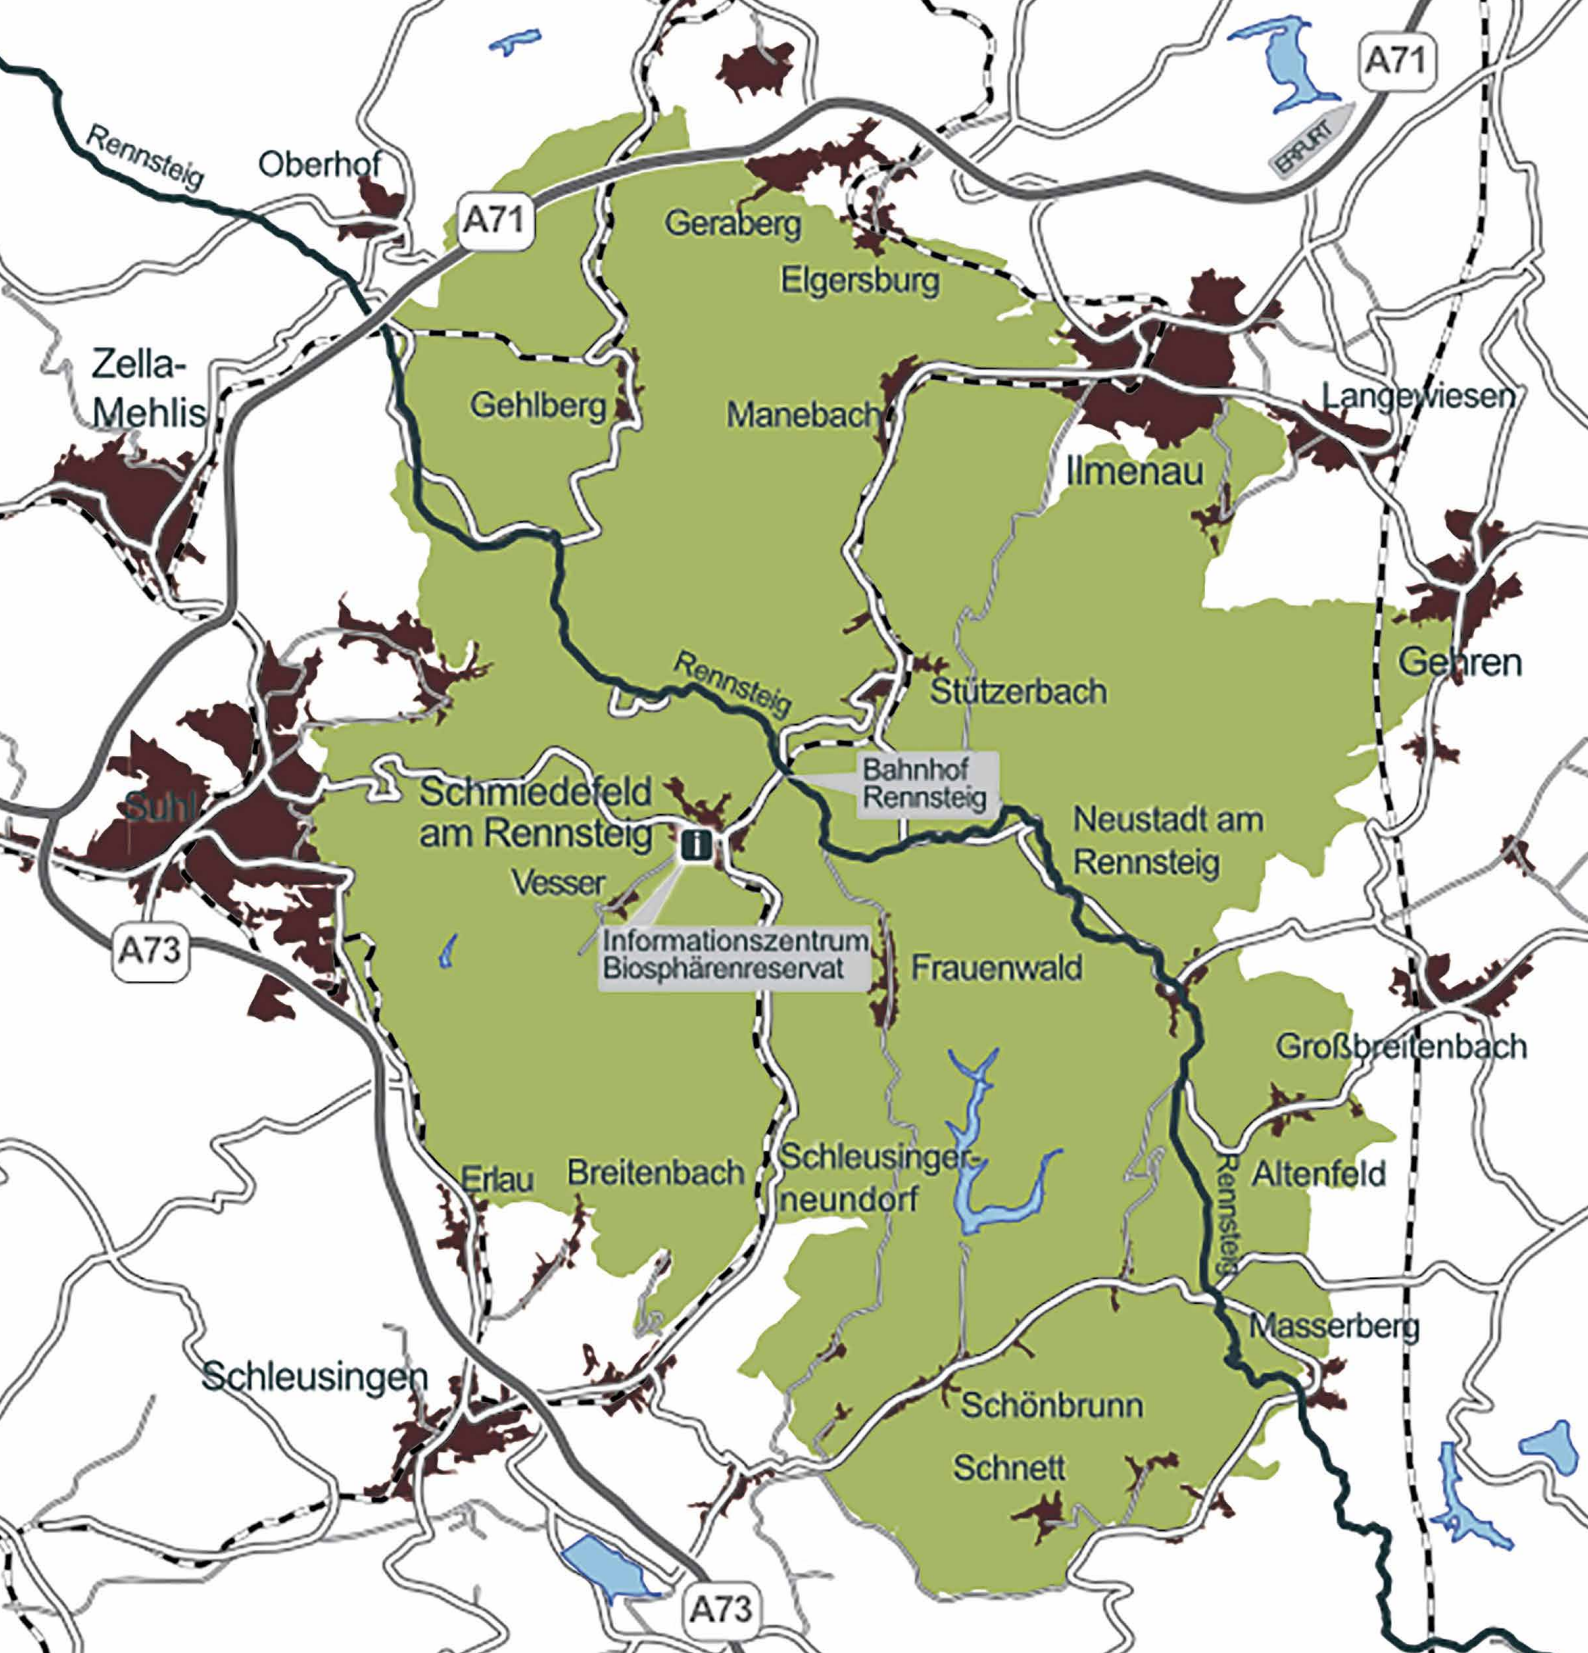 A71
ERFURT
Rennsteig
Oberhof
A71
Geraberg
Elgersburg
Zella-
Mehlis
Gehlberg
Manebach
Langewiesen
Ilmenau
Gehren
Rennsteig
Stützerbach
Bahnhof
Rennsteig
Schmiedefeld
am Rennsteig
Suhl
i
Neustadt am
Rennsteig
Vesser
A73
Informationszentrum
Biosphärenreservat
Frauenwald
Großbreitenbach
Erlau
Breitenbach
Schleusinger-
neundorf
Rennsteig
Altenfeld
Masserberg
Schleusingen
Schönbrunn
Schnett
A73